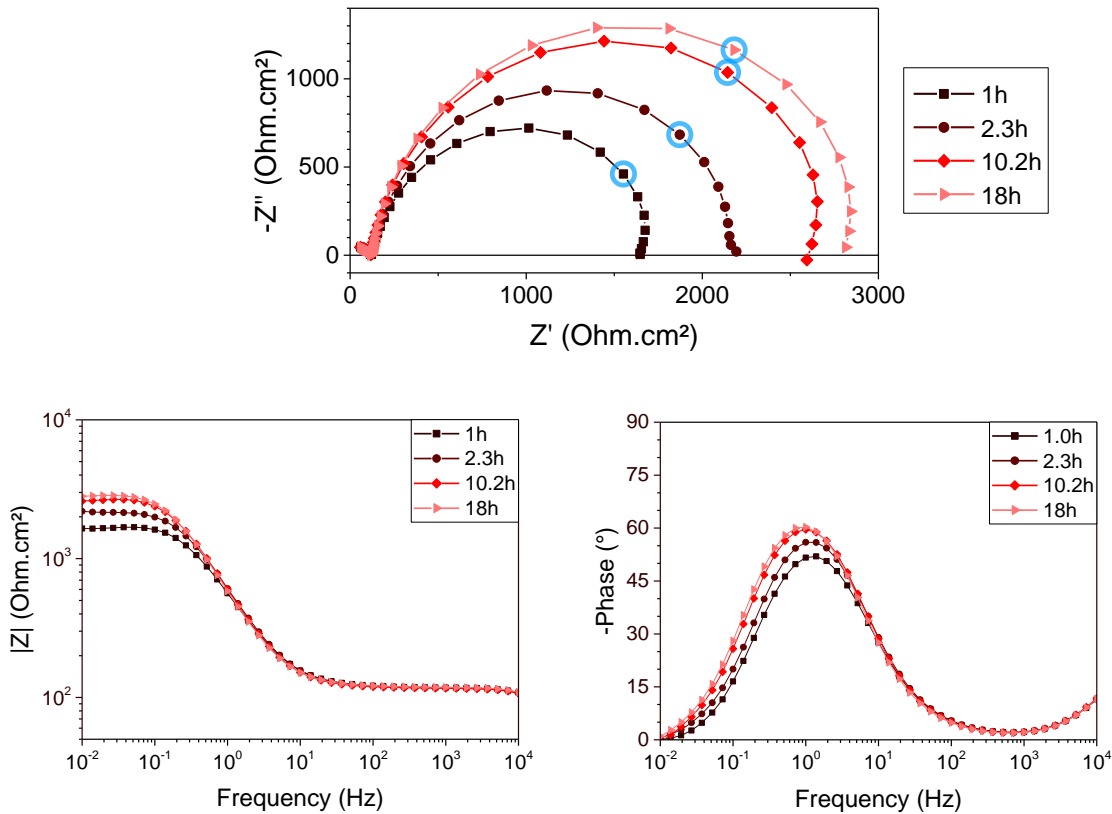 -Z'' (Ohm.cm²)
1000
500
0
0
1000
2000
3000
Z' (Ohm.cm²)
1h
2.3h
10.2h
18h
|Z| (Ohm.cm²)
10⁴
10³
10²
10⁻²
10⁻¹
10⁰
10¹
10²
10³
10⁴
Frequency (Hz)
1h
2.3h
10.2h
18h
-Phase (°)
90
75
60
45
30
15
0
10⁻²
10⁻¹
10⁰
10¹
10²
10³
10⁴
Frequency (Hz)
1.0h
2.3h
10.2h
18h